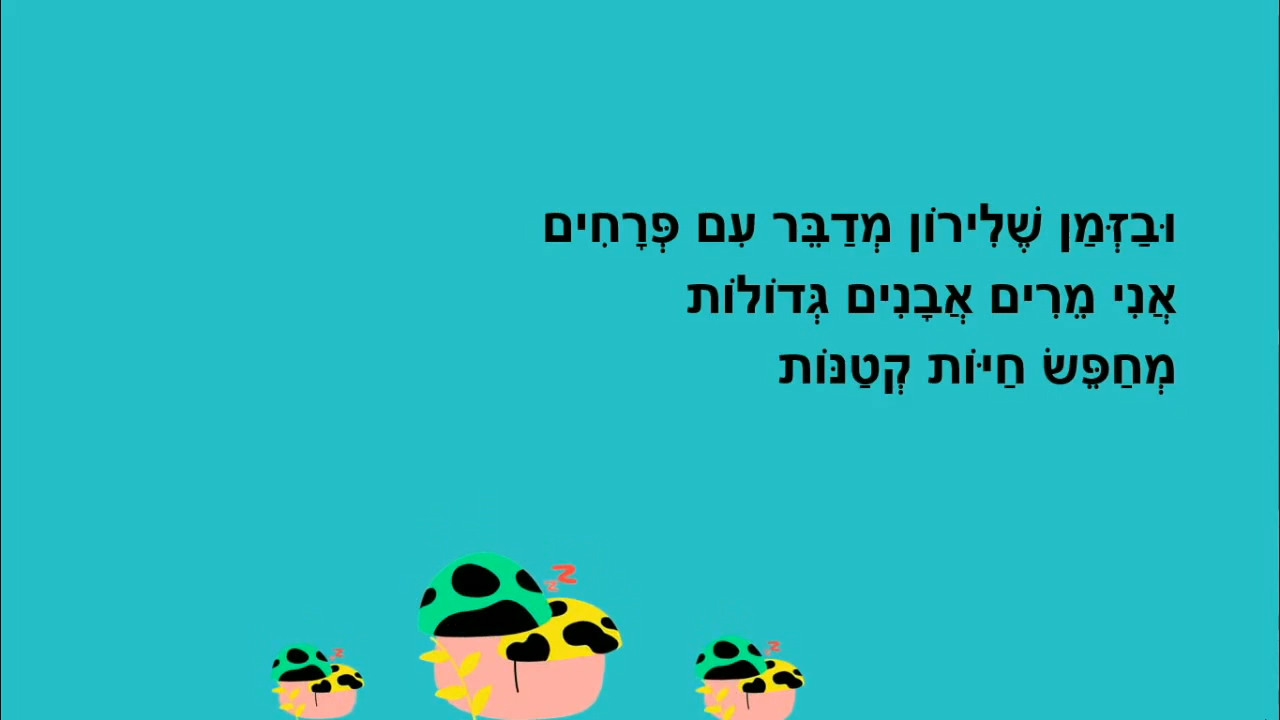 וּבַזְּמַן שֶׁלִּירוֹן מְדַבֵּר עִם פְּרָחִים
אֲנִי מֵרִים אֲבָנִים גְּדוֹלוֹת
מְחַפֵּשׂ חַיּוֹת קְטַנּוֹת